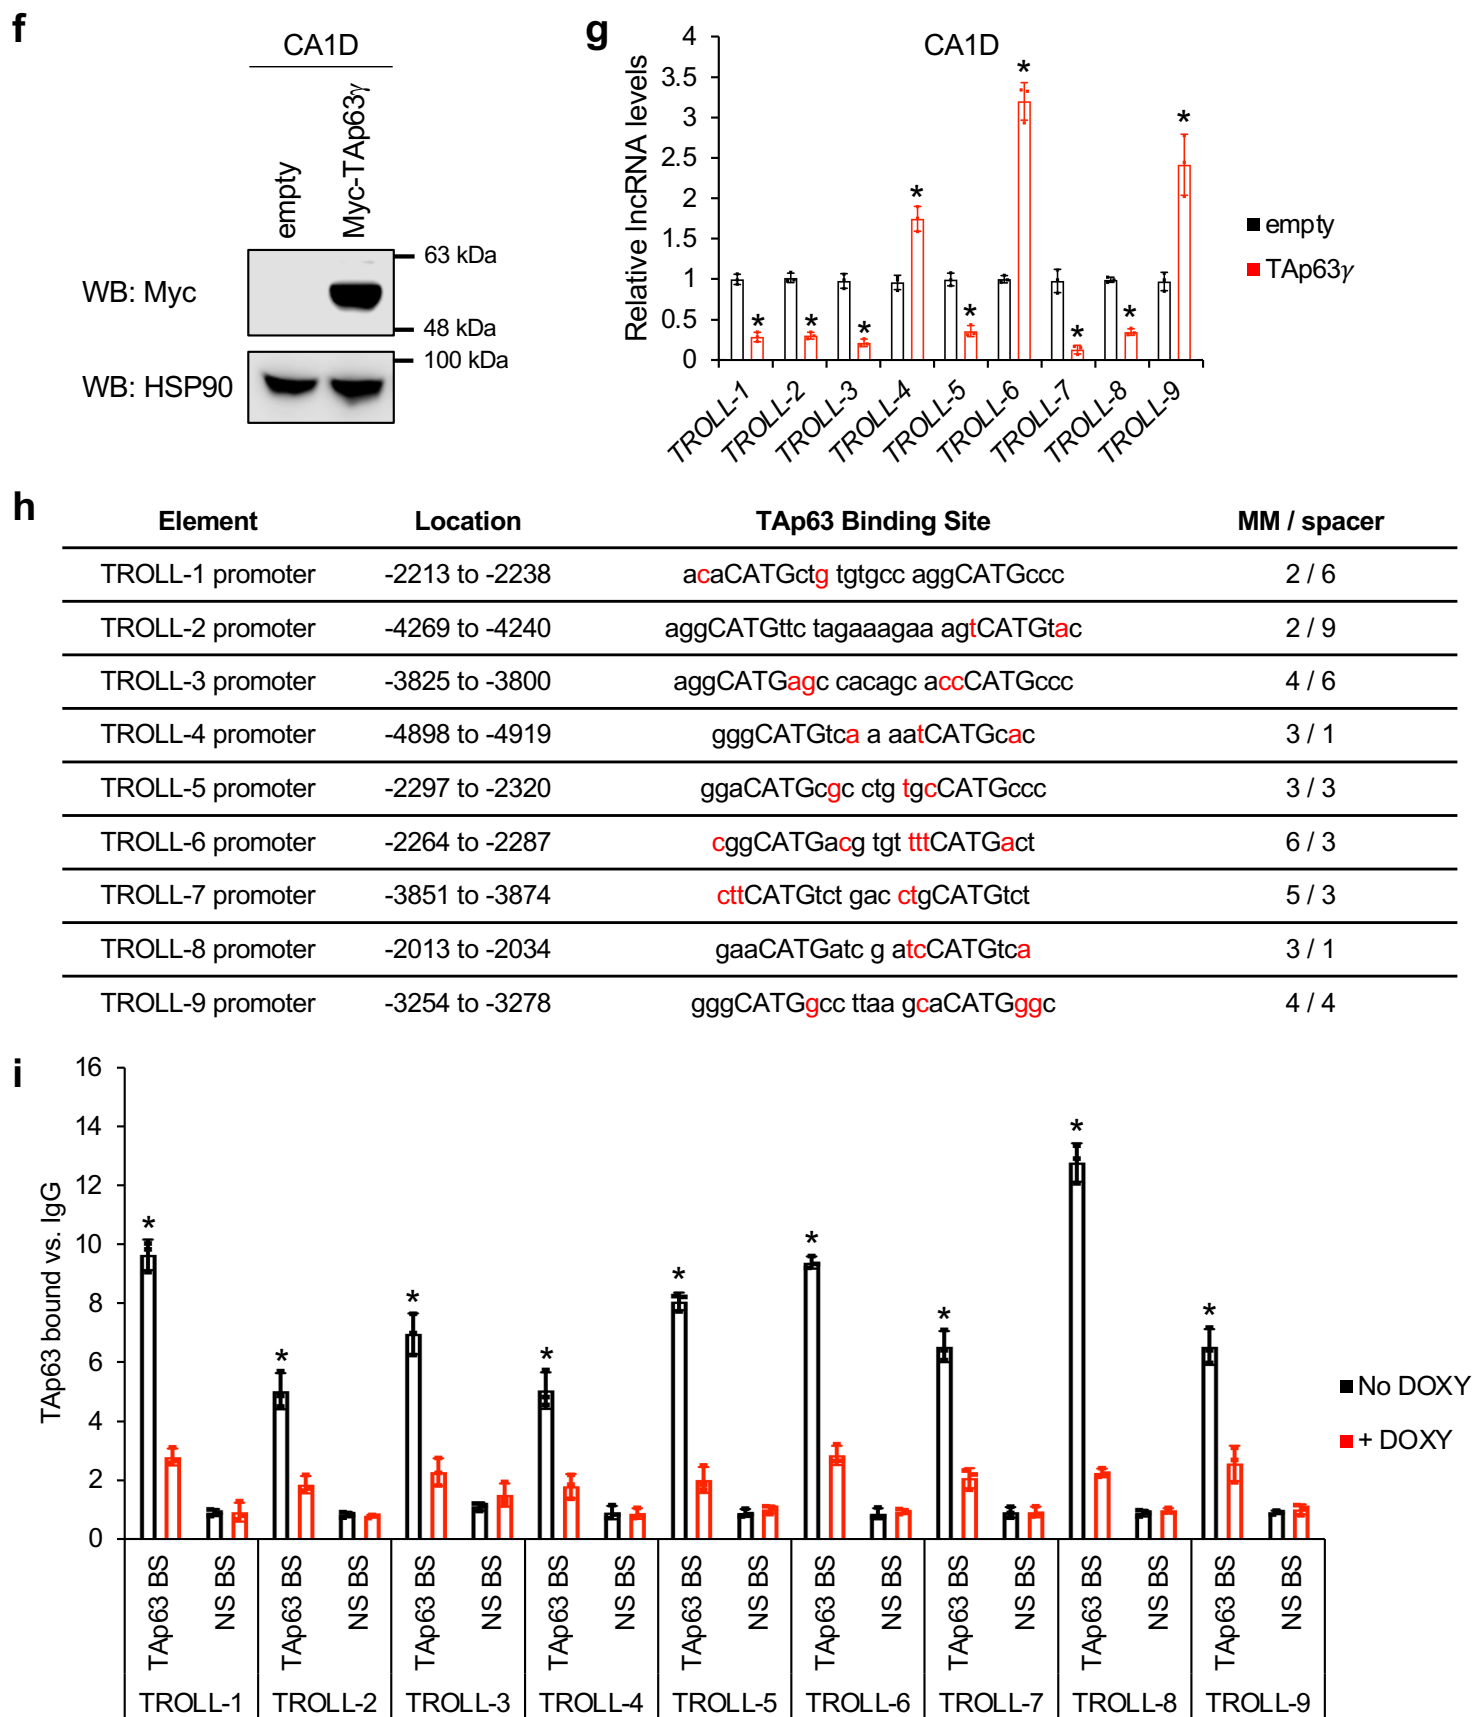 f
CA1D
empty
Myc-TAp63γ
63 kDa
WB: Myc
48 kDa
100 kDa
WB: HSP90
g
CA1D
Relative lncRNA levels
4
3.5
3
2.5
2
1.5
1
0.5
0
* * * * * * * * *
TROLL-1 TROLL-2 TROLL-3 TROLL-4 TROLL-5 TROLL-6 TROLL-7 TROLL-8 TROLL-9
empty
TAp63γ
h
Element Location TAp63 Binding Site MM / spacer
TROLL-1 promoter -2213 to -2238 acaCATGctg tgtgcc aggCATGccc 2 / 6
TROLL-2 promoter -4269 to -4240 aggCATGttc tagaaagaa agtCATGtac 2 / 9
TROLL-3 promoter -3825 to -3800 aggCATGagc cacagc accCATGccc 4 / 6
TROLL-4 promoter -4898 to -4919 gggCATGtca a aatCATGcac 3 / 1
TROLL-5 promoter -2297 to -2320 ggaCATGcgc ctg tgcCATGccc 3 / 3
TROLL-6 promoter -2264 to -2287 cggCATGacg tgt tttCATGact 6 / 3
TROLL-7 promoter -3851 to -3874 cttCATGtct gac ctgCATGtct 5 / 3
TROLL-8 promoter -2013 to -2034 gaaCATGatc g atcCATGtca 3 / 1
TROLL-9 promoter -3254 to -3278 gggCATGgcc ttaa gcaCATGggc 4 / 4
i
TAp63 bound vs. IgG
16
14
12
10
8
6
4
2
0
* * * * * * * * *
No DOXY
+ DOXY
TAp63 BS NS BS TAp63 BS NS BS TAp63 BS NS BS TAp63 BS NS BS TAp63 BS NS BS TAp63 BS NS BS TAp63 BS NS BS TAp63 BS NS BS TAp63 BS NS BS
TROLL-1 TROLL-2 TROLL-3 TROLL-4 TROLL-5 TROLL-6 TROLL-7 TROLL-8 TROLL-9